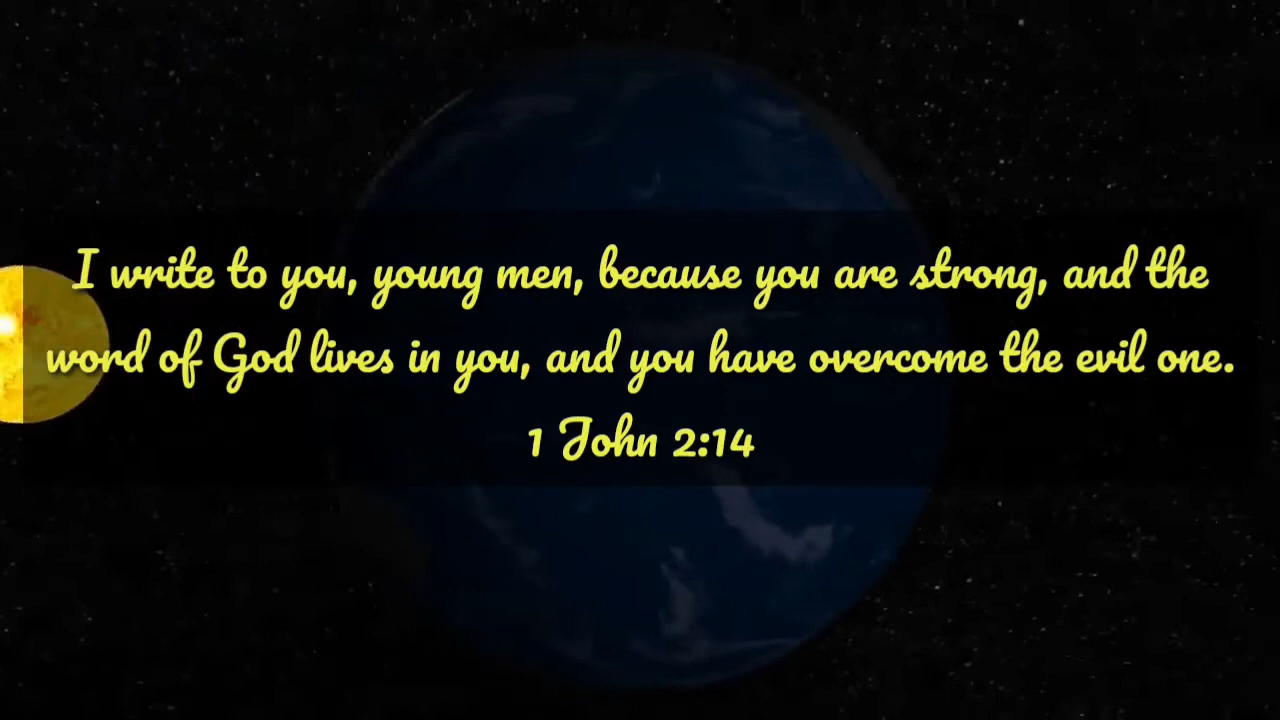 I write to you, young men, because you are strong, and the
word of God lives in you, and you have overcome the evil one.
1 John 2:14